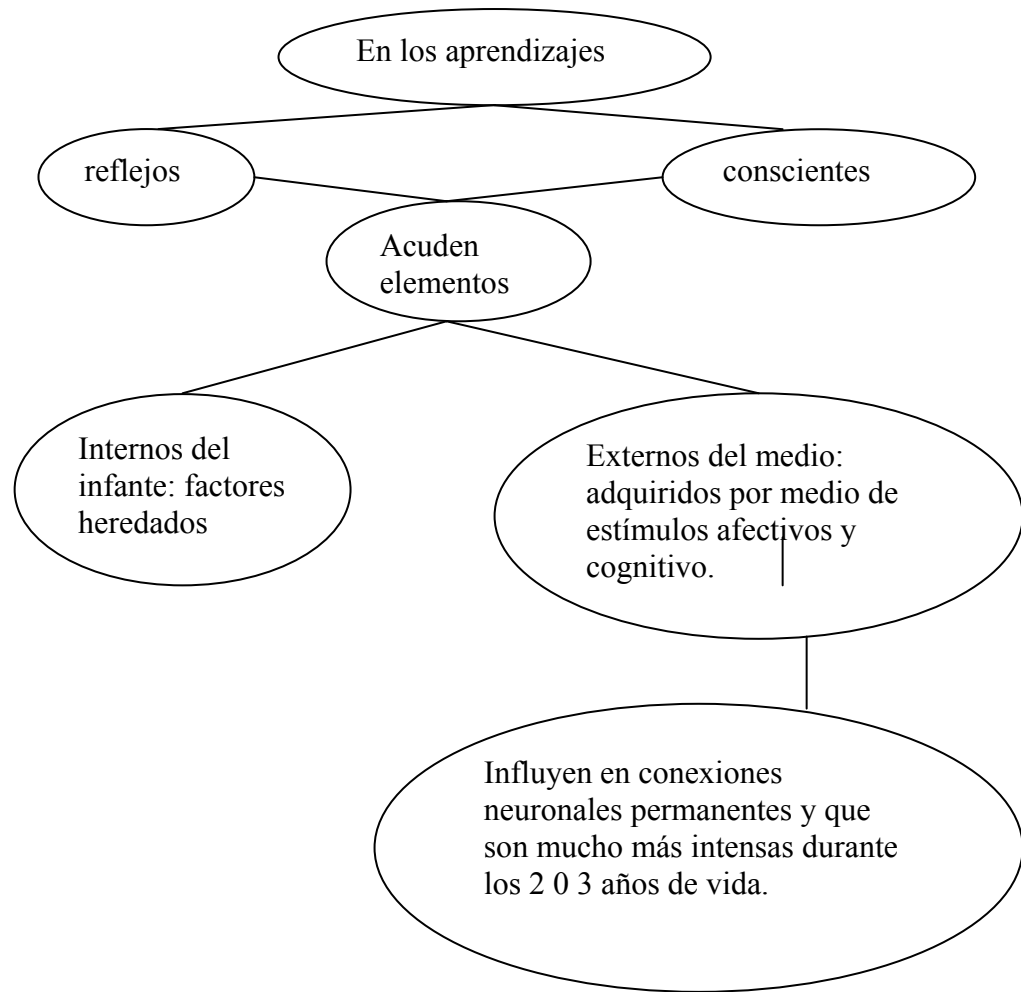 En los aprendizajes
reflejos
conscientes
Acuden
elementos
Internos del
infante: factores
heredados
Externos del medio:
adquiridos por medio de
estímulos afectivos y
cognitivo.
Influyen en conexiones
neuronales permanentes y que
son mucho más intensas durante
los 2 0 3 años de vida.